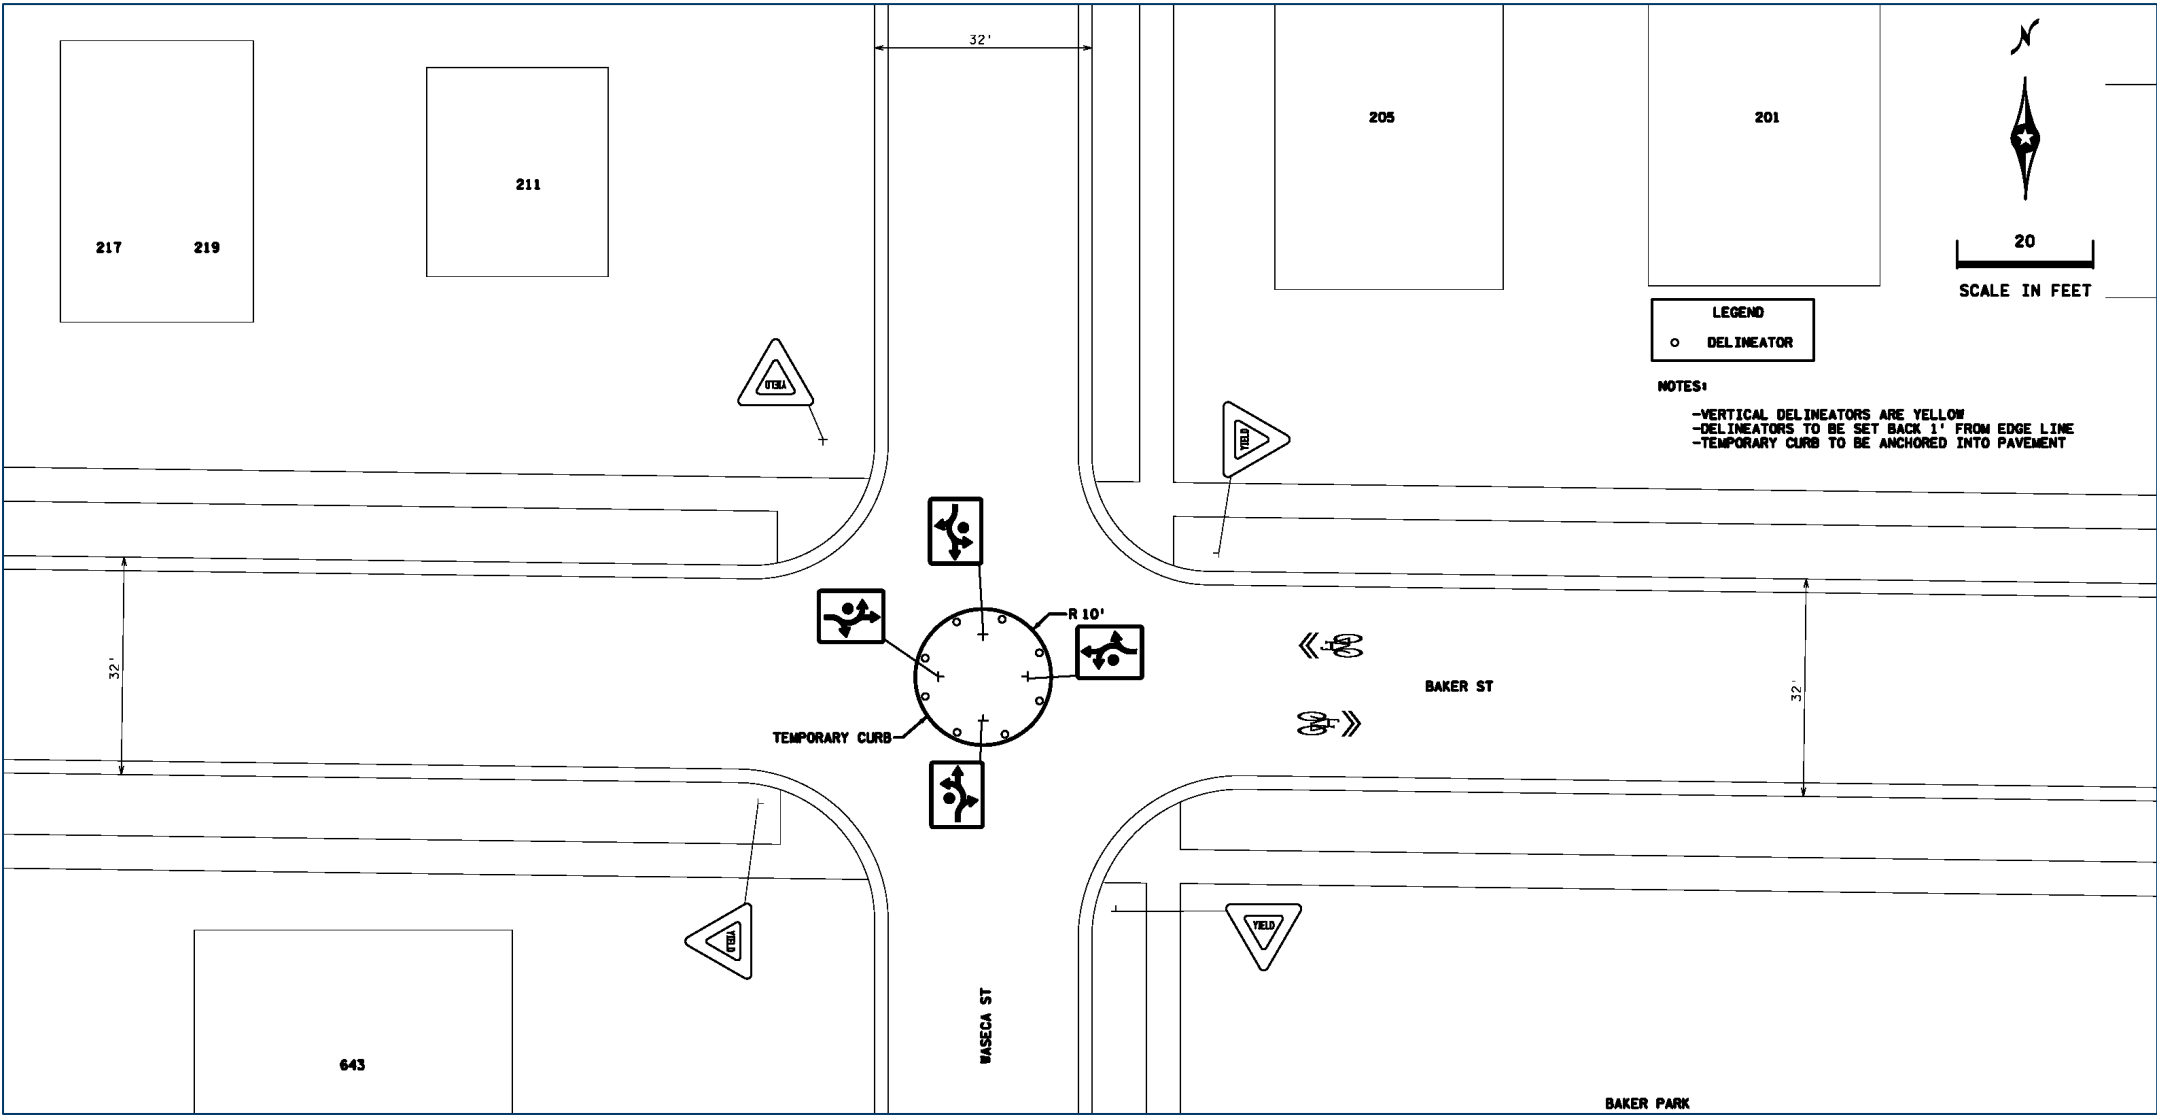 32'
N
205
201
211
217
219
20
SCALE IN FEET
LEGEND
DELINEATOR
NOTES:
-VERTICAL DELINEATORS ARE YELLOW
-DELINEATORS TO BE SET BACK 1' FROM EDGE LINE
-TEMPORARY CURB TO BE ANCHORED INTO PAVEMENT
YIELD
YIELD
R 10'
32'
BAKER ST
32'
TEMPORARY CURB
YIELD
YIELD
WASECA ST
643
BAKER PARK